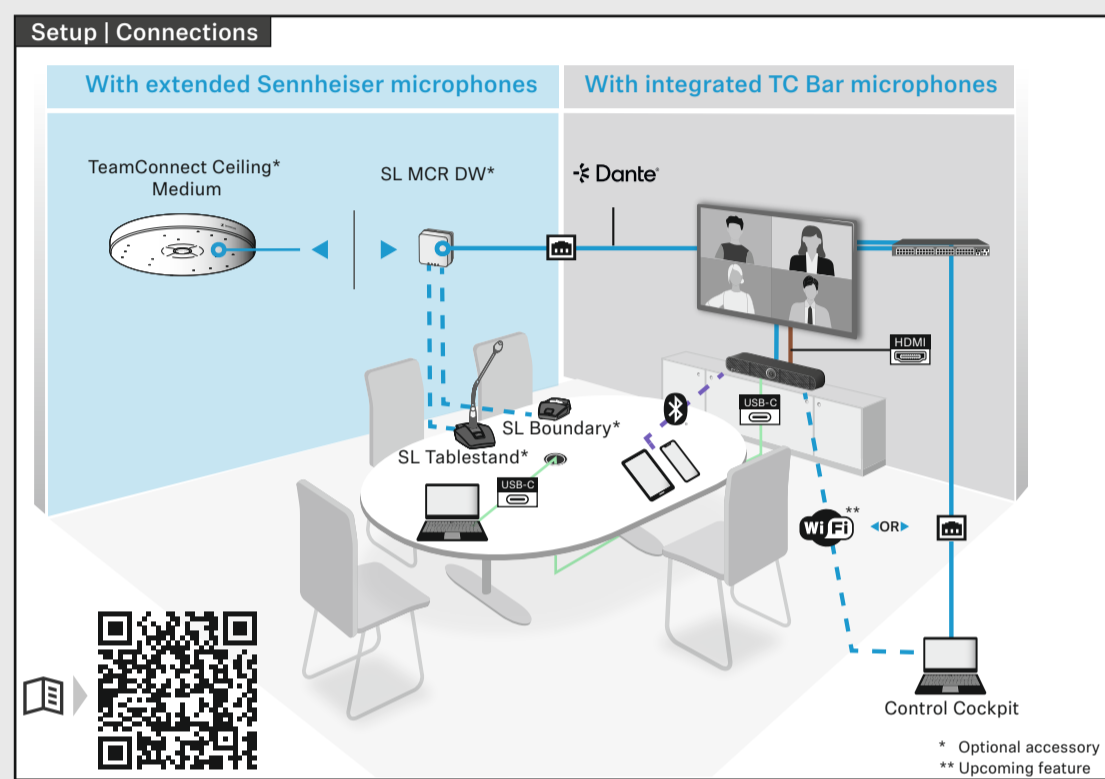 Setup | Connections
With extended Sennheiser microphones
With integrated TC Bar microphones
TeamConnect Ceiling*
Medium
SL MCR DW*
Dante®
HDMI
USB-C
SL Boundary*
SL Tablestand*
USB-C
WiFi**
OR
Control Cockpit
* Optional accessory
** Upcoming feature